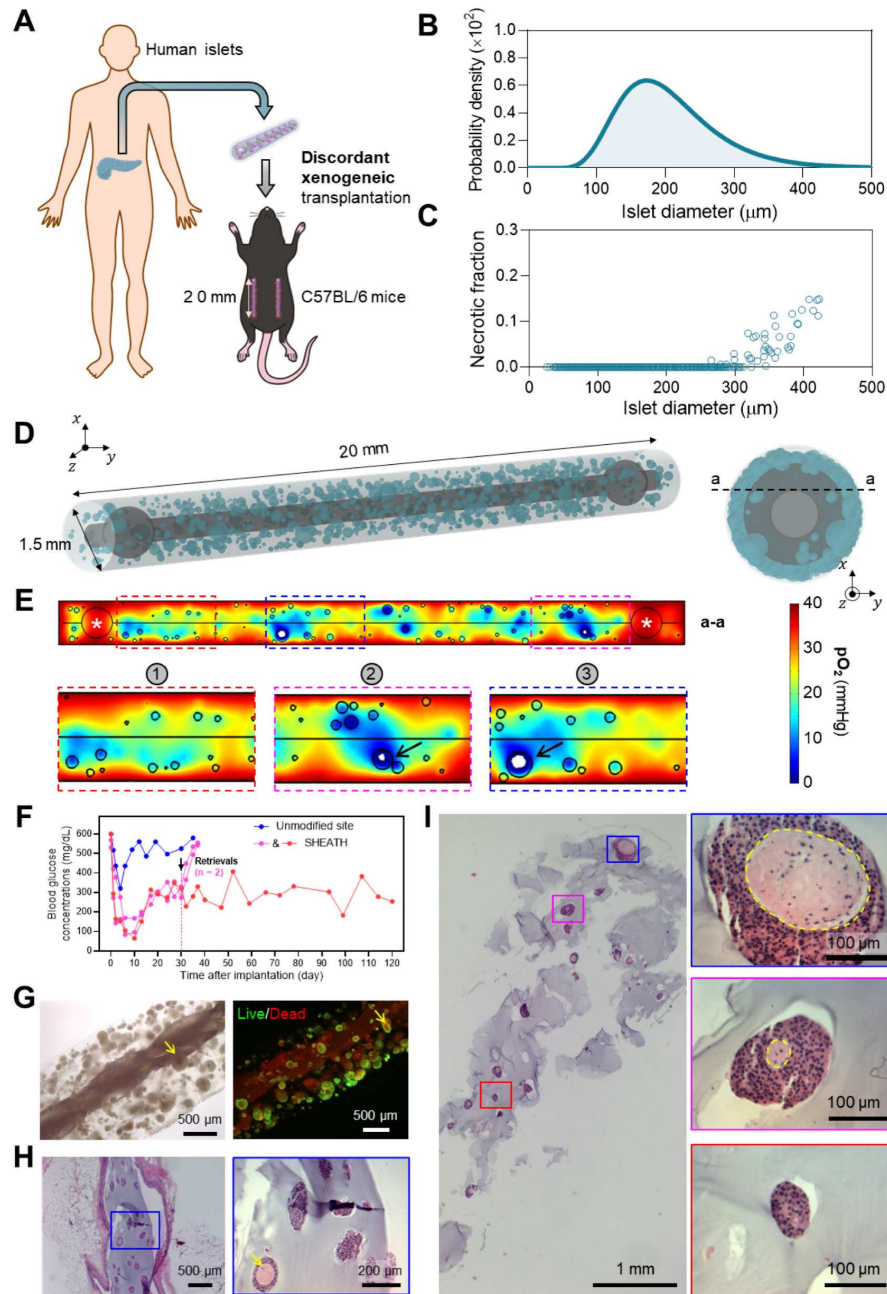 A
Human islets
Discordant
xenogeneic
transplantation
2 0 mm
C57BL/6 mice
B
Probability density (×10²)
1.0
0.8
0.6
0.4
0.2
0.0
0 100 200 300 400 500
Islet diameter (μm)
C
Necrotic fraction
0.3
0.2
0.1
0.0
0 100 200 300 400 500
Islet diameter (μm)
D
x
z y
20 mm
1.5 mm
a a
x
z y
E
* *
a-a
1 2 3
40
30
20
10
0
pO₂ (mmHg)
F
Blood glucose
concentrations (mg/dL)
600
500
400
300
200
100
0
Unmodified site
& SHEATH
Retrievals
(n = 2)
0 10 20 30 40 50 60 70 80 90 100 110 120
Time after implantation (day)
G
500 μm
Live/Dead
500 μm
H
500 μm
200 μm
I
1 mm
100 μm
100 μm
100 μm